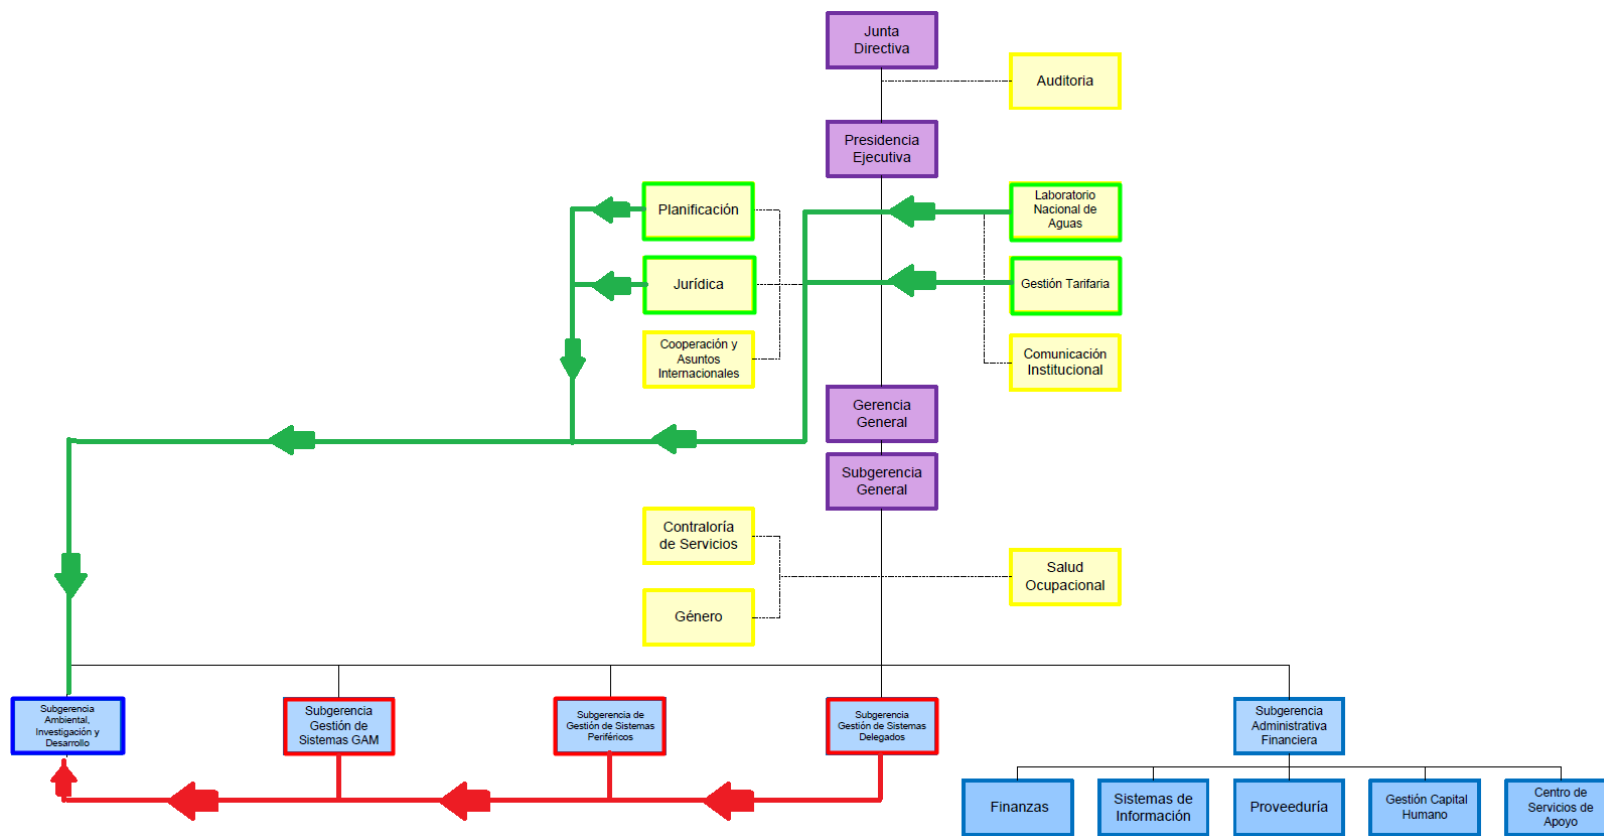 Junta
Directiva
Auditoria
Presidencia
Ejecutiva
Planificación
Laboratorio
Nacional de
Aguas
Jurídica
Gestión Tarifaria
Cooperación y
Asuntos
Internacionales
Comunicación
Institucional
Gerencia
General
Subgerencia
General
Contraloría
de Servicios
Salud
Ocupacional
Género
Subgerencia
Ambiental,
Investigación y
Desarrollo
Subgerencia
Gestión de
Sistemas GAM
Subgerencia de
Gestión de Sistemas
Periféricos
Subgerencia
Gestión de Sistemas
Delegados
Subgerencia
Administrativa
Financiera
Finanzas
Sistemas de
Información
Proveeduría
Gestión Capital
Humano
Centro de
Servicios de
Apoyo